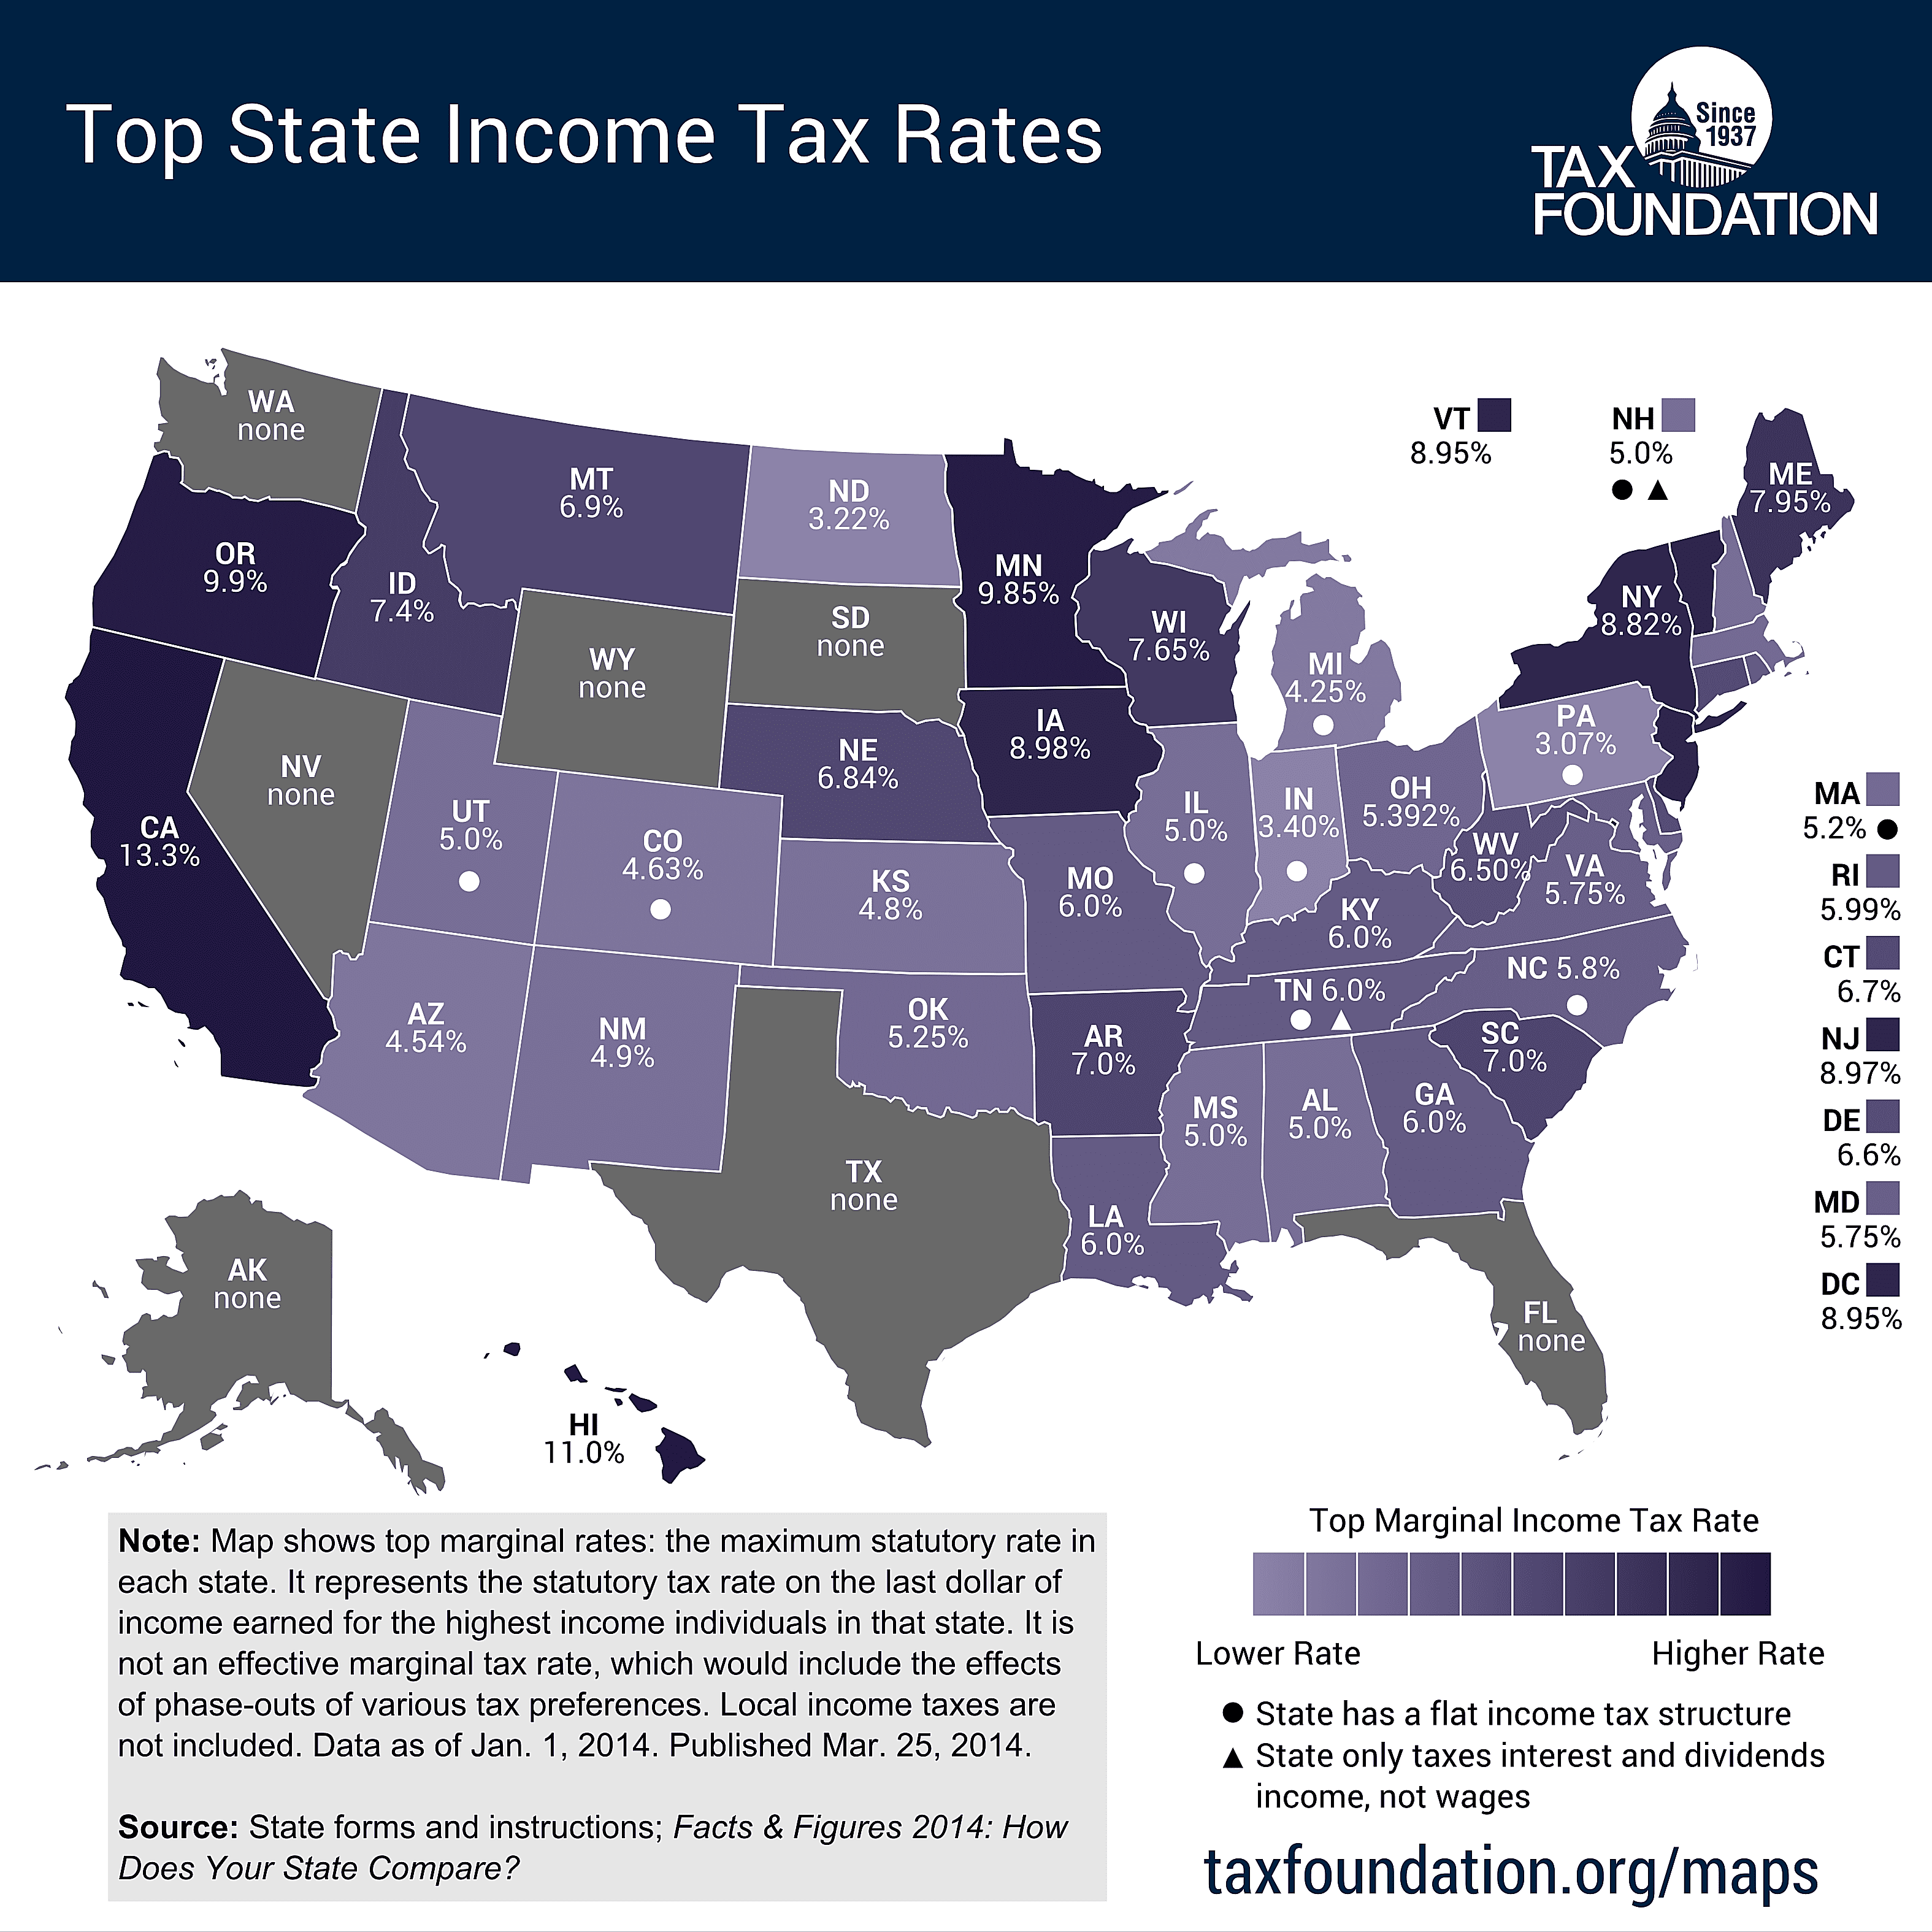 Top State Income Tax Rates
Since
1937
TAX
FOUNDATION
WA
none
MT
6.9%
ND
3.22%
VT
8.95%
NH
5.0%
ME
7.95%
OR
9.9%
ID
7.4%
MN
9.85%
SD
none
WI
7.65%
NY
8.82%
WY
none
MI
4.25%
IA
8.98%
PA
3.07%
NV
none
NE
6.84%
UT
5.0%
CO
4.63%
IL
5.0%
IN
3.40%
OH
5.392%
MA
5.2%
CA
13.3%
KS
4.8%
MO
6.0%
WV
6.50%
VA
5.75%
RI
5.99%
KY
6.0%
CT
6.7%
NC 5.8%
TN 6.0%
AZ
4.54%
NM
4.9%
OK
5.25%
AR
7.0%
SC
7.0%
NJ
8.97%
MS
5.0%
AL
5.0%
GA
6.0%
DE
6.6%
TX
none
LA
6.0%
MD
5.75%
AK
none
FL
none
DC
8.95%
HI
11.0%
Note: Map shows top marginal rates: the maximum statutory rate in
each state. It represents the statutory tax rate on the last dollar of
income earned for the highest income individuals in that state. It is
not an effective marginal tax rate, which would include the effects
of phase-outs of various tax preferences. Local income taxes are
not included. Data as of Jan. 1, 2014. Published Mar. 25, 2014.
Source: State forms and instructions; Facts & Figures 2014: How
Does Your State Compare?
Top Marginal Income Tax Rate
Lower Rate
Higher Rate
State has a flat income tax structure
State only taxes interest and dividends
income, not wages
taxfoundation.org/maps